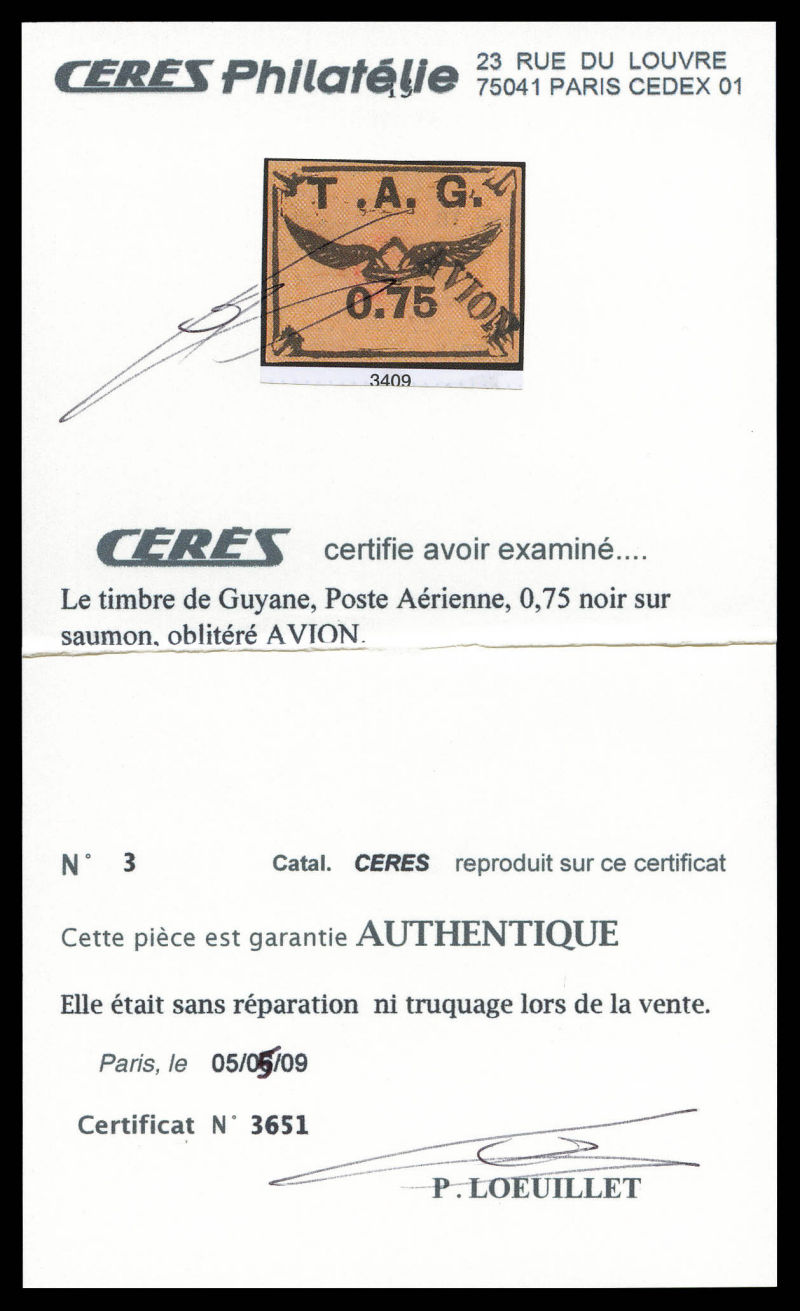 CÉRÈS Philatélie
23 RUE DU LOUVRE
75041 PARIS CEDEX 01
T.A.G.
AVION
0.75
3409
CÉRÈS certifie avoir examiné....
Le timbre de Guyane, Poste Aérienne, 0,75 noir sur
saumon, oblitéré AVION.
N° 3 Catal. CERES reproduit sur ce certificat
Cette pièce est garantie AUTHENTIQUE
Elle était sans réparation ni truquage lors de la vente.
Paris, le 05/05/09
Certificat N° 3651
P. LOEUILLET